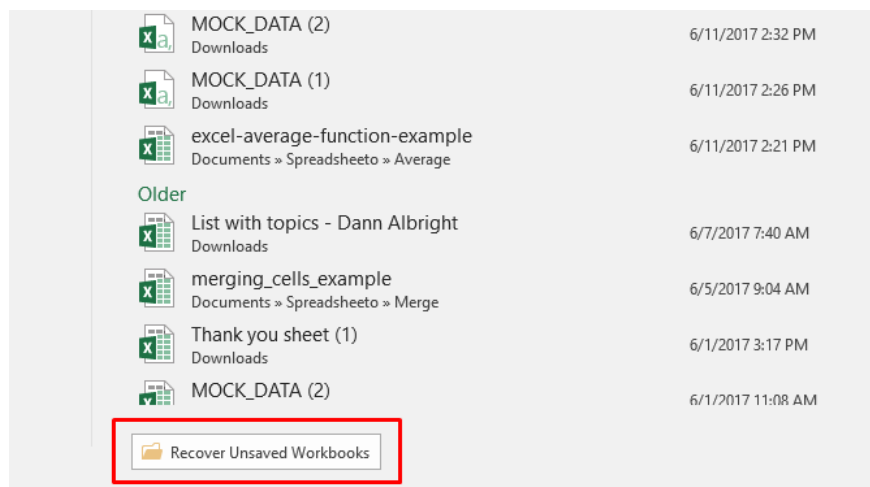 MOCK_DATA (2)
6/11/2017 2:32 PM
Downloads
MOCK_DATA (1)
6/11/2017 2:26 PM
Downloads
excel-average-function-example
6/11/2017 2:21 PM
Documents » Spreadsheeto » Average
Older
List with topics - Dann Albright
6/7/2017 7:40 AM
Downloads
merging_cells_example
6/5/2017 9:04 AM
Documents » Spreadsheeto » Merge
Thank you sheet (1)
6/1/2017 3:17 PM
Downloads
MOCK_DATA (2)
6/1/2017 11:08 AM
Recover Unsaved Workbooks